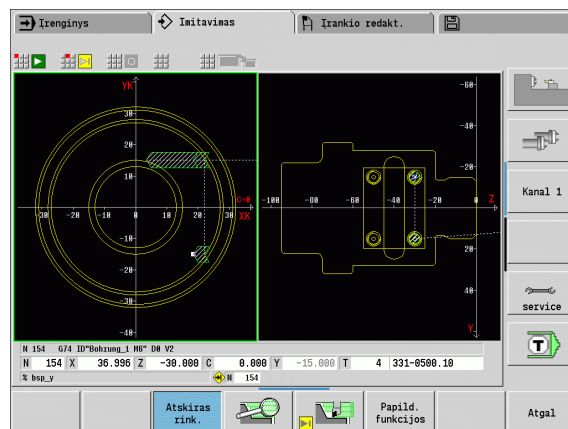 Įrenginys
Imitavimas
Įrankio redakt.
YK
30
20
10
-30 -20 -10 10 20 30
C=0
XK
-10
-20
-30
-40
-60
-40
-20
-100 -80 -60 -40 -20 0
Z
20
40
Y
Kanal 1
service
T
N 154 G74 ID"Bohrung_1 M6" D0 V2
N 154 X 36.996 Z -30.000 C 0.000 Y -15.000 T 4 331-0500.10
% bsp_y N 154
Atskiras rink.
Papild. funkcijos
Atgal